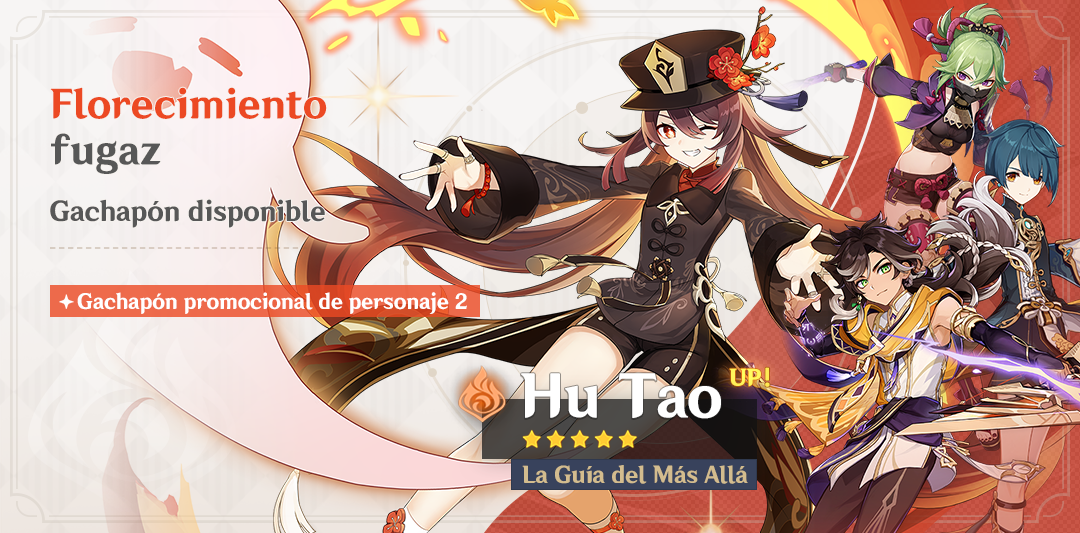 Florecimiento
fugaz
Gachapón disponible
Gachapón promocional de personaje 2
UP!
Hu Tao
La Guía del Más Allá